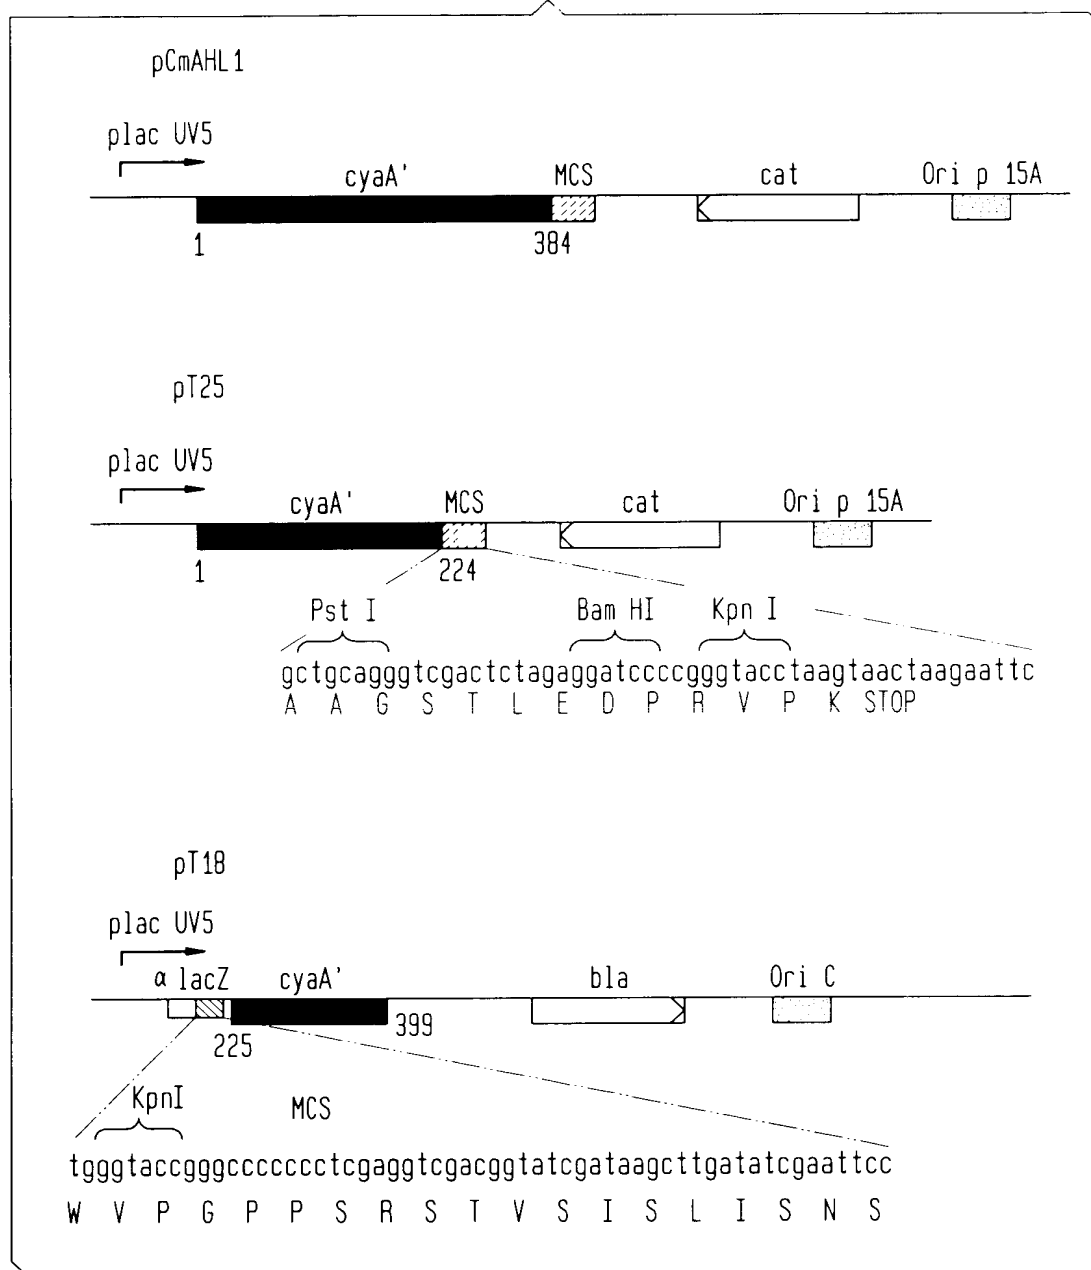 pCmAHL1
plac UV5
cyaA' MCS cat Ori p 15A
1 384
pT25
plac UV5
cyaA' MCS cat Ori p 15A
1 224
Pst I Bam HI Kpn I
gctgcagggtcgactctagaggatccccgggtacctaagtaactaagaattc
A A G S T L E D P R V P K STOP
pT18
plac UV5
α lacZ cyaA' bla Ori C
225 399
KpnI MCS
tgggtaccgggccccccctcgaggtcgacggtatcgataagcttgatatcgaattcc
W V P G P P S R S T V S I S L I S N S